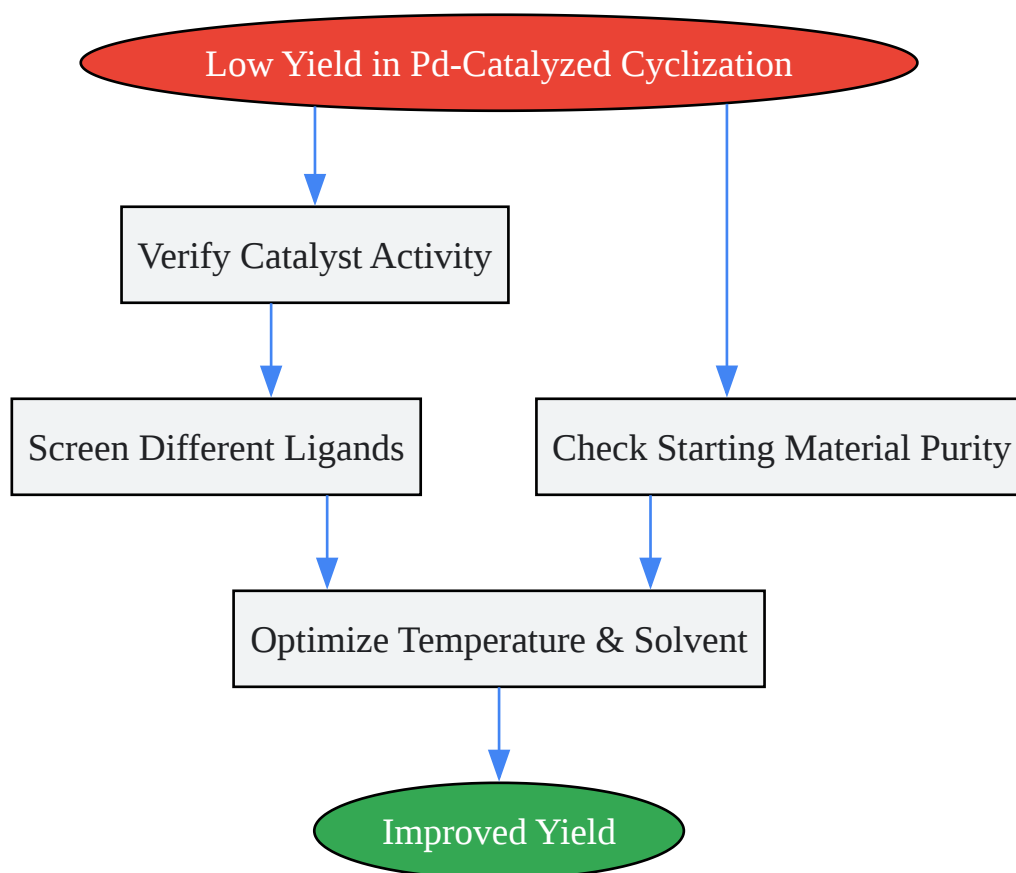 Low Yield in Pd-Catalyzed Cyclization
Verify Catalyst Activity
Screen Different Ligands
Check Starting Material Purity
Optimize Temperature & Solvent
Improved Yield